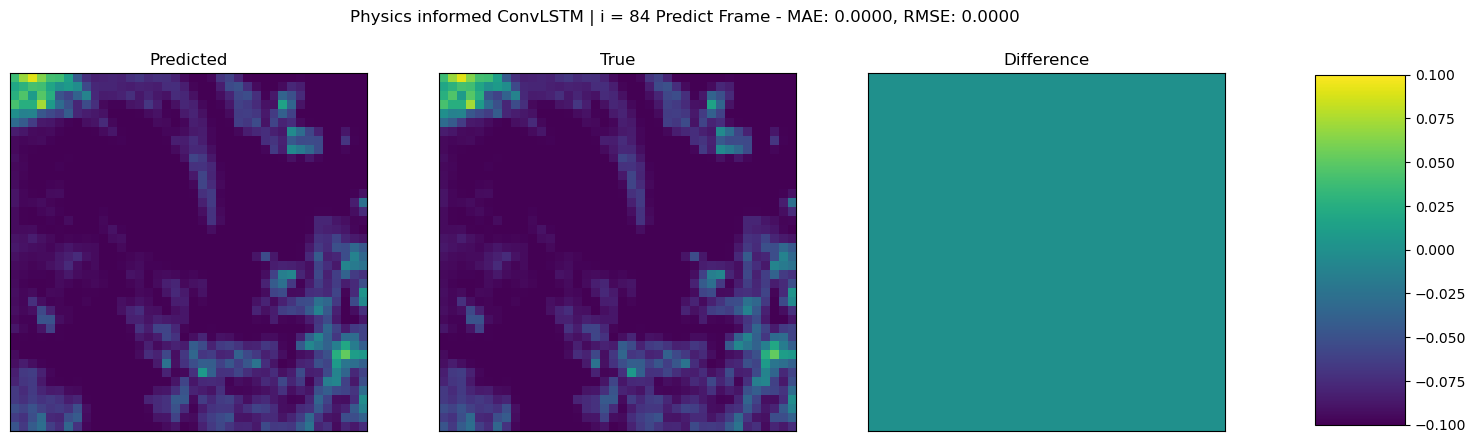 Physics informed ConvLSTM | i = 84 Predict Frame - MAE: 0.0000, RMSE: 0.0000
Predicted
True
Difference
0.100
0.075
0.050
0.025
0.000
−0.025
−0.050
−0.075
−0.100